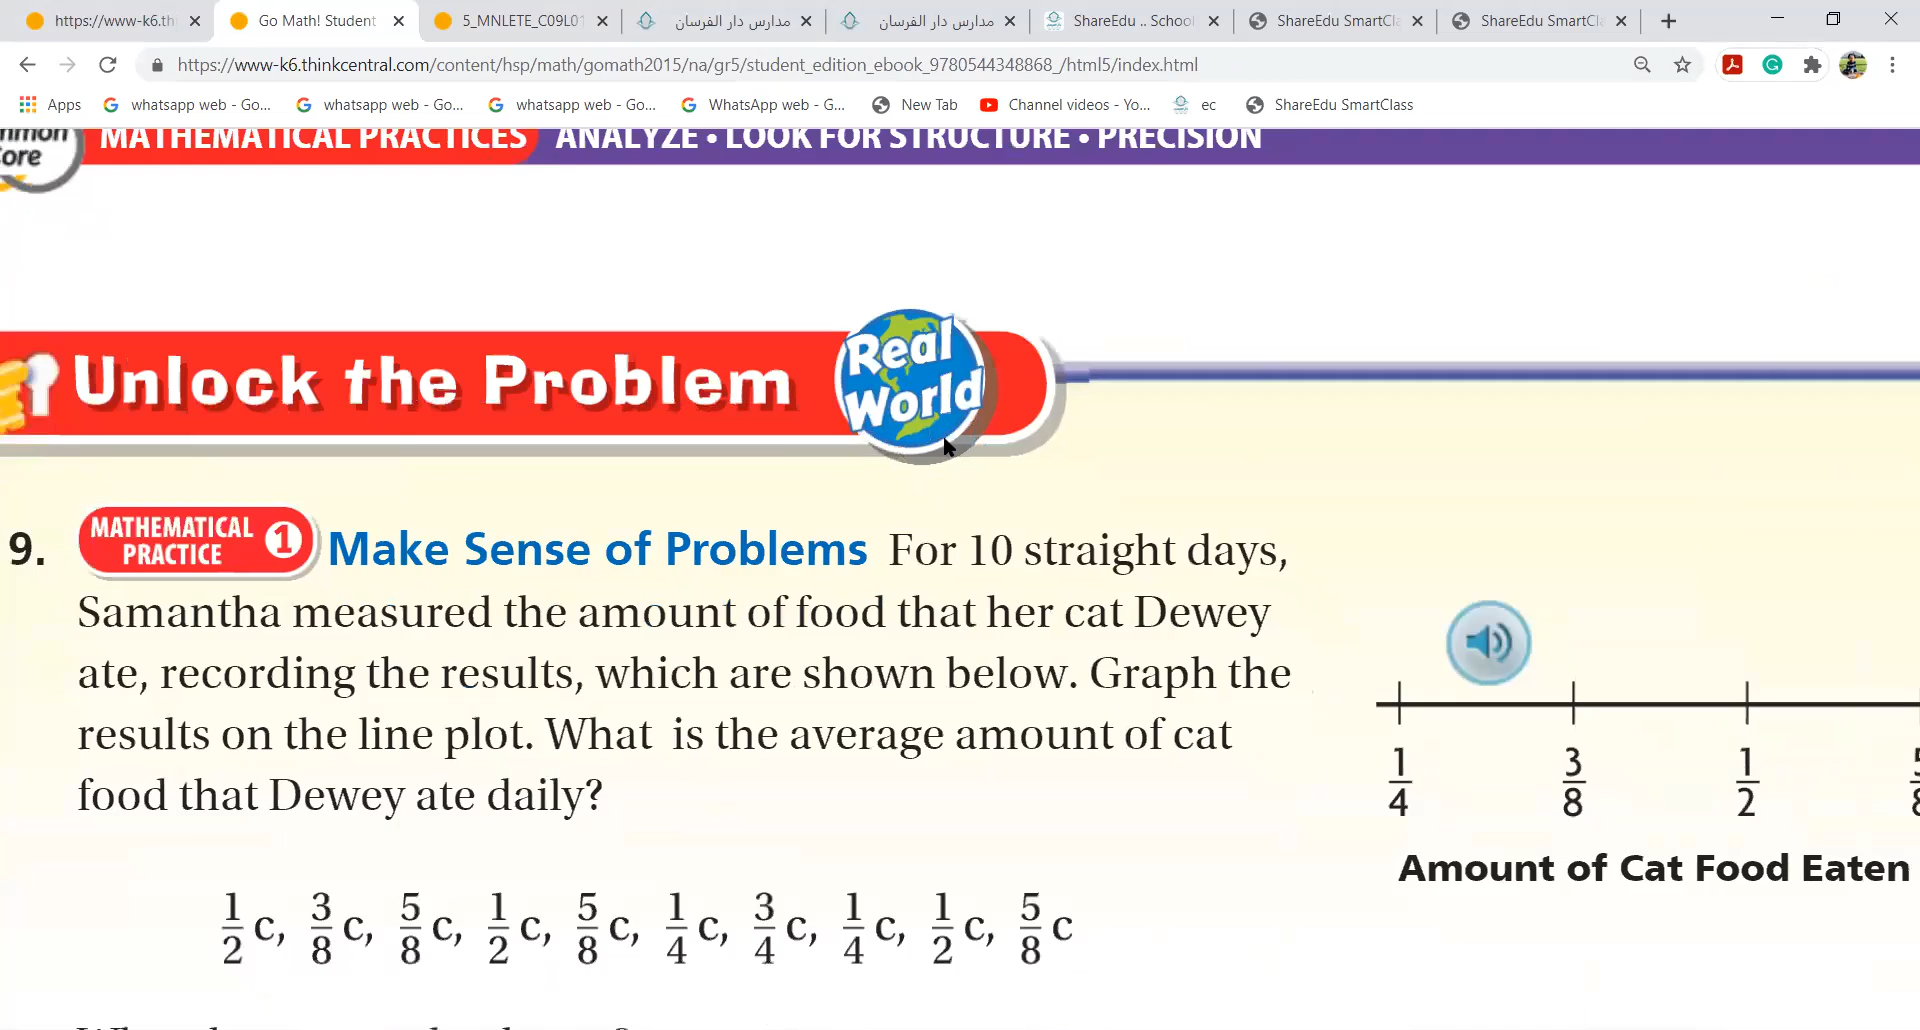 https://www-k6.th
Go Math! Student
5_MNLETE_C09L01
مدارس دار الفرسان
مدارس دار الفرسان
ShareEdu .. School
ShareEdu SmartCla
ShareEdu SmartCla
https://www-k6.thinkcentral.com/content/hsp/math/gomath2015/na/gr5/student_edition_ebook_9780544348868_/html5/index.html
Apps
whatsapp web - Go...
whatsapp web - Go...
whatsapp web - Go...
WhatsApp web - G...
New Tab
Channel videos - Yo...
ec
ShareEdu SmartClass
mmon
ore
MATHEMATICAL PRACTICES ANALYZE • LOOK FOR STRUCTURE • PRECISION
Unlock the Problem
Real
World
9. MATHEMATICAL PRACTICE 1 Make Sense of Problems For 10 straight days,
Samantha measured the amount of food that her cat Dewey
ate, recording the results, which are shown below. Graph the
results on the line plot. What is the average amount of cat
food that Dewey ate daily?
1/2 c, 3/8 c, 5/8 c, 1/2 c, 5/8 c, 1/4 c, 3/4 c, 1/4 c, 1/2 c, 5/8 c
1/4 3/8 1/2
Amount of Cat Food Eaten